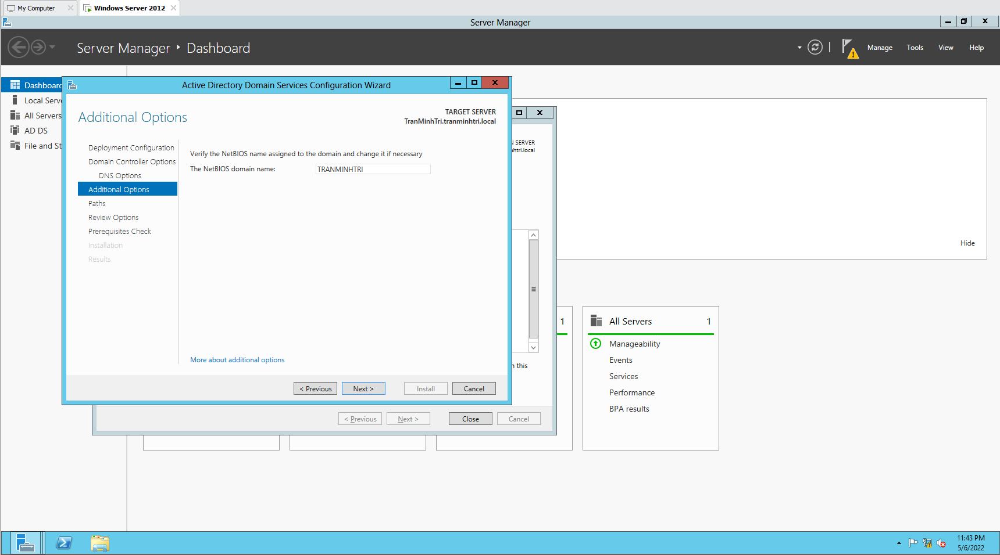 My Computer
Windows Server 2012
Server Manager
Server Manager
Dashboard
Manage
Tools
View
Help
Dashboard
Local Serve
All Servers
AD DS
File and St
Active Directory Domain Services Configuration Wizard
Additional Options
TARGET SERVER
TranMinhTri.tranminhtri.local
Deployment Configuration
Domain Controller Options
DNS Options
Additional Options
Paths
Review Options
Prerequisites Check
Installation
Results
Verify the NetBIOS name assigned to the domain and change it if necessary
The NetBIOS domain name:
TRANMINHTRI
More about additional options
< Previous
Next >
Install
Cancel
N SERVER
htri.local
n this
< Previous
Next >
Close
Cancel
Hide
1
All Servers
1
Manageability
Events
Services
Performance
BPA results
11:43 PM
5/6/2022